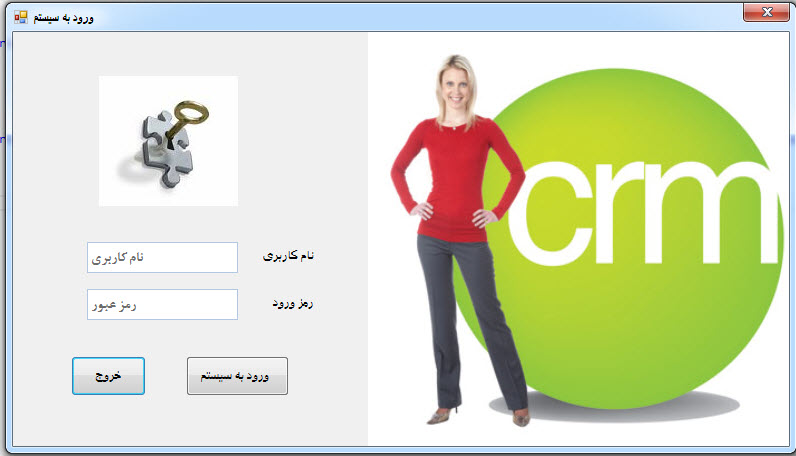 ورود به سیستم
crm
نام کاربری
نام کاربری
رمز ورود
رمز عبور
ورود به سیستم
خروج